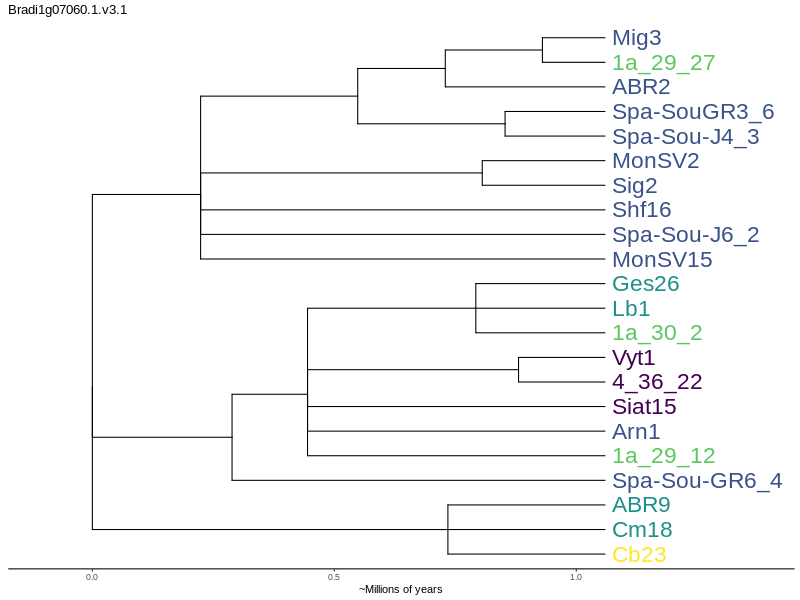 Bradi1g07060.1.v3.1
Mig3
1a_29_27
ABR2
Spa-SouGR3_6
Spa-Sou-J4_3
MonSV2
Sig2
Shf16
Spa-Sou-J6_2
MonSV15
Ges26
Lb1
1a_30_2
Vyt1
4_36_22
Siat15
Arn1
1a_29_12
Spa-Sou-GR6_4
ABR9
Cm18
Cb23
0.0 0.5 1.0
~Millions of years